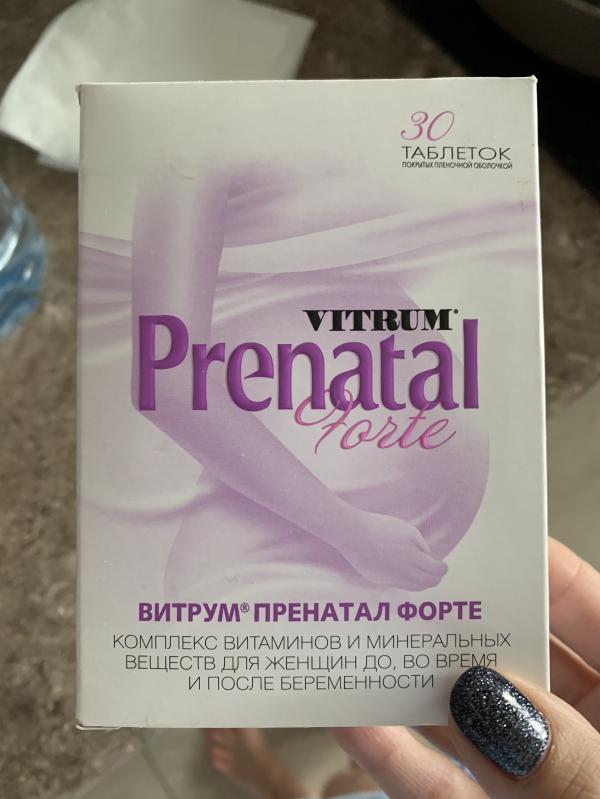 30
ТАБЛЕТОК
ПОКРЫТЫХ ПЛЕНОЧНОЙ ОБОЛОЧКОЙ
VITRUM®
Prenatal
Forte
ВИТРУМ® ПРЕНАТАЛ ФОРТЕ
КОМПЛЕКС ВИТАМИНОВ И МИНЕРАЛЬНЫХ
ВЕЩЕСТВ ДЛЯ ЖЕНЩИН ДО, ВО ВРЕМЯ
И ПОСЛЕ БЕРЕМЕННОСТИ